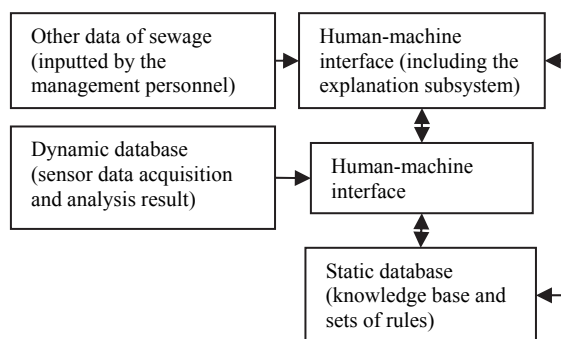 Other data of sewage
(inputted by the
management personnel)
Human-machine
interface (including the
explanation subsystem)
Dynamic database
(sensor data acquisition
and analysis result)
Human-machine
interface
Static database
(knowledge base and
sets of rules)